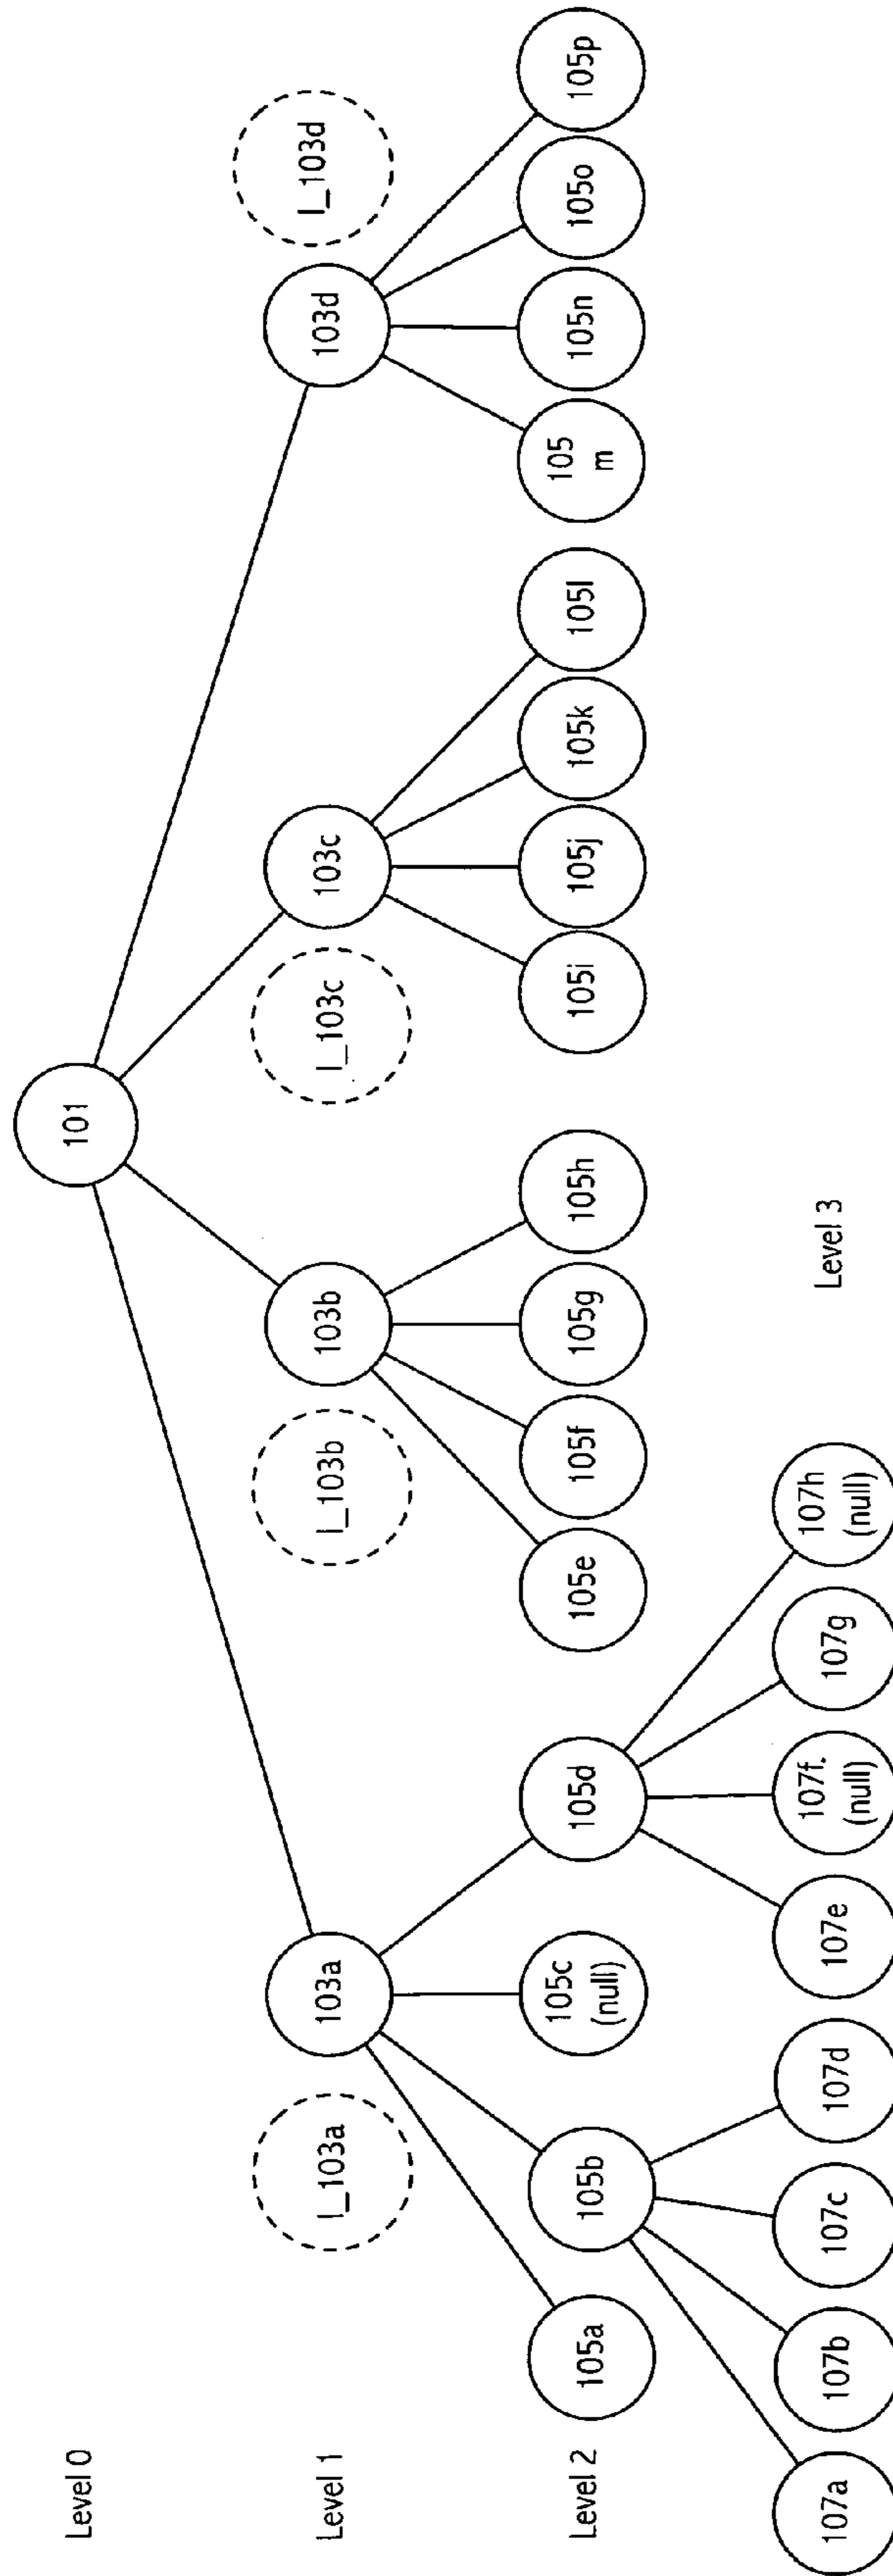 Level 0
101
Level 1
I_103a
103a
I_103b
103b
I_103c
103c
103d
I_103d
Level 2
105a
105b
105c
(null)
105d
105e
105f
105g
105h
105i
105j
105k
105l
105
m
105n
105o
105p
107a
107b
107c
107d
107e
107f.
(null)
107g
107h
(null)
Level 3